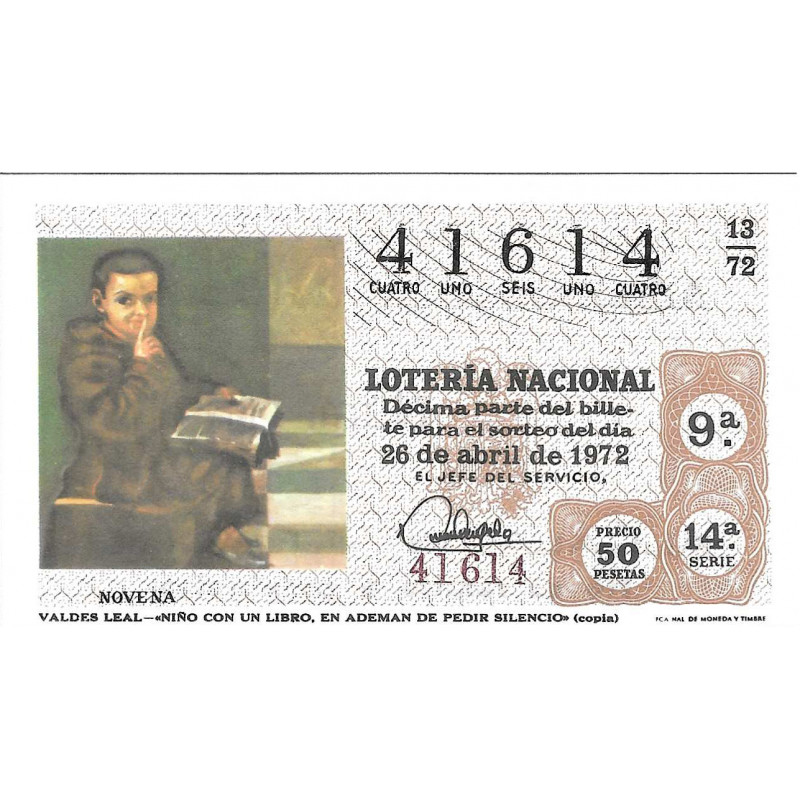 41614
CUATRO UNO SEIS UNO CUATRO
13/72
LOTERÍA NACIONAL
Décima parte del bille-
te para el sorteo del día
26 de abril de 1972
EL JEFE DEL SERVICIO,
9ª.
PRECIO
50
PESETAS
14ª.
SERIE
41614
NOVENA
VALDES LEAL—«NIÑO CON UN LIBRO, EN ADEMAN DE PEDIR SILENCIO» (copia)
NAL DE MONEDA Y TIMBRE